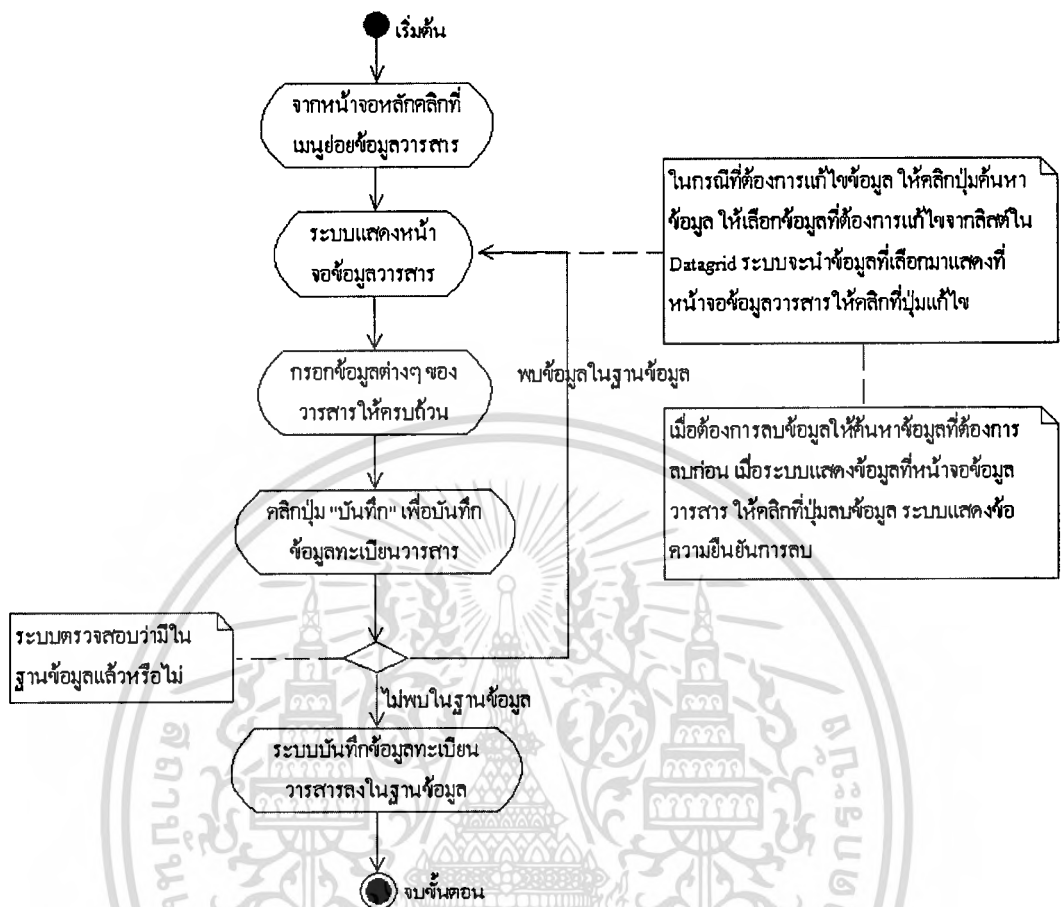 เริ่มต้น
จากหน้าจอหลักคลิกที่
เมนูย่อยข้อมูลวารสาร
ระบบแสดงหน้า
จอข้อมูลวารสาร
ในกรณีที่ต้องการแก้ไขข้อมูล ให้คลิกปุ่มค้นหา
ข้อมูล ให้เลือกข้อมูลที่ต้องการแก้ไขจากลิสต์ใน
Datagrid ระบบจะนำข้อมูลที่เลือกมาแสดงที่
หน้าจอข้อมูลวารสาร ให้คลิกที่ปุ่มแก้ไข
กรอกข้อมูลต่างๆ ของ
วารสารให้ครบถ้วน
พบข้อมูลในฐานข้อมูล
เมื่อต้องการลบข้อมูลให้ค้นหาข้อมูลที่ต้องการ
ลบก่อน เมื่อระบบแสดงข้อมูลที่หน้าจอข้อมูล
วารสาร ให้คลิกที่ปุ่มลบข้อมูล ระบบแสดงข้อ
ความยืนยันการลบ
คลิกปุ่ม "บันทึก" เพื่อบันทึก
ข้อมูลทะเบียนวารสาร
ระบบตรวจสอบว่ามีใน
ฐานข้อมูลแล้วหรือไม่
ไม่พบในฐานข้อมูล
ระบบบันทึกข้อมูลทะเบียน
วารสารลงในฐานข้อมูล
จบขั้นตอน